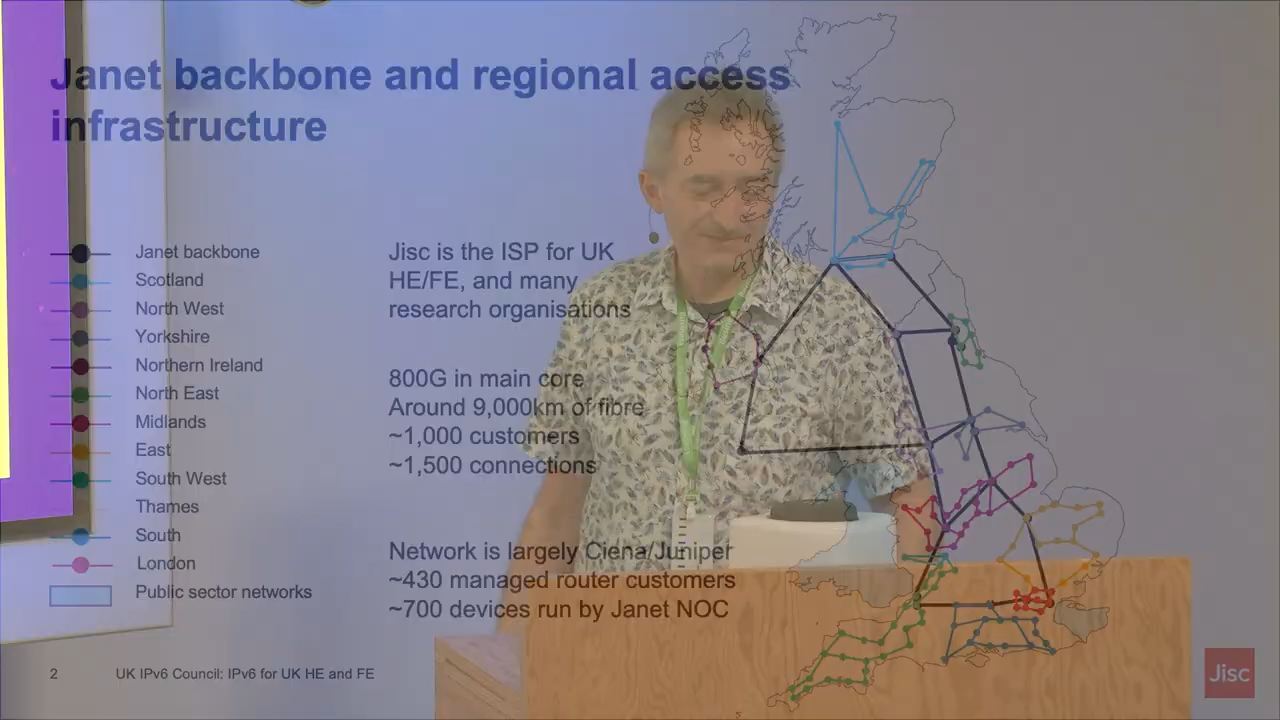 Janet backbone and regional access
infrastructure
Janet backbone
Scotland
North West
Yorkshire
Northern Ireland
North East
Midlands
East
South West
Thames
South
London
Public sector networks
Jisc is the ISP for UK
HE/FE, and many
research organisations
800G in main core
Around 9,000km of fibre
~1,000 customers
~1,500 connections
Network is largely Ciena/Juniper
~430 managed router customers
~700 devices run by Janet NOC
2
UK IPv6 Council: IPv6 for UK HE and FE
Jisc